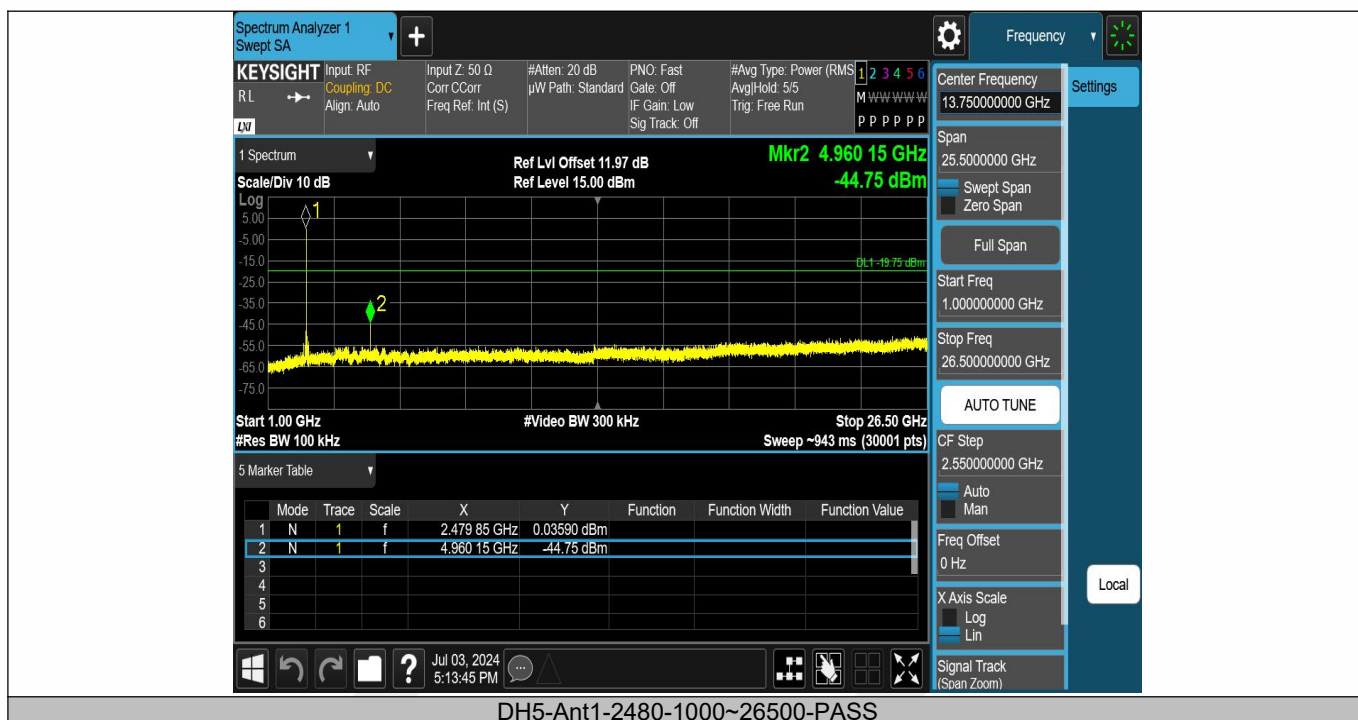 Spectrum Analyzer 1
Swept SA
+
Frequency
KEYSIGHT
RL
LXI
Input: RF
Coupling: DC
Align: Auto
Input Z: 50 Ω
Corr CCorr
Freq Ref: Int (S)
#Atten: 20 dB
µW Path: Standard
PNO: Fast
Gate: Off
IF Gain: Low
Sig Track: Off
#Avg Type: Power (RMS
Avg|Hold: 5/5
Trig: Free Run
1 2 3 4 5 6
M W W W W W
P P P P P P
1 Spectrum
Scale/Div 10 dB
Ref Lvl Offset 11.97 dB
Ref Level 15.00 dBm
Mkr2 4.960 15 GHz
-44.75 dBm
Log
5.00
-5.00
-15.0
-25.0
-35.0
-45.0
-55.0
-65.0
-75.0
1
2
DL1 -19.75 dBm
Start 1.00 GHz
#Video BW 300 kHz
Stop 26.50 GHz
#Res BW 100 kHz
Sweep ~943 ms (30001 pts)
5 Marker Table
Mode Trace Scale X Y Function Function Width Function Value
1 N 1 f 2.479 85 GHz 0.03590 dBm
2 N 1 f 4.960 15 GHz -44.75 dBm
3
4
5
6
?
Jul 03, 2024
5:13:45 PM
Center Frequency
13.750000000 GHz
Settings
Span
25.5000000 GHz
Swept Span
Zero Span
Full Span
Start Freq
1.000000000 GHz
Stop Freq
26.500000000 GHz
AUTO TUNE
CF Step
2.550000000 GHz
Auto
Man
Freq Offset
0 Hz
Local
X Axis Scale
Log
Lin
Signal Track
(Span Zoom)
DH5-Ant1-2480-1000~26500-PASS